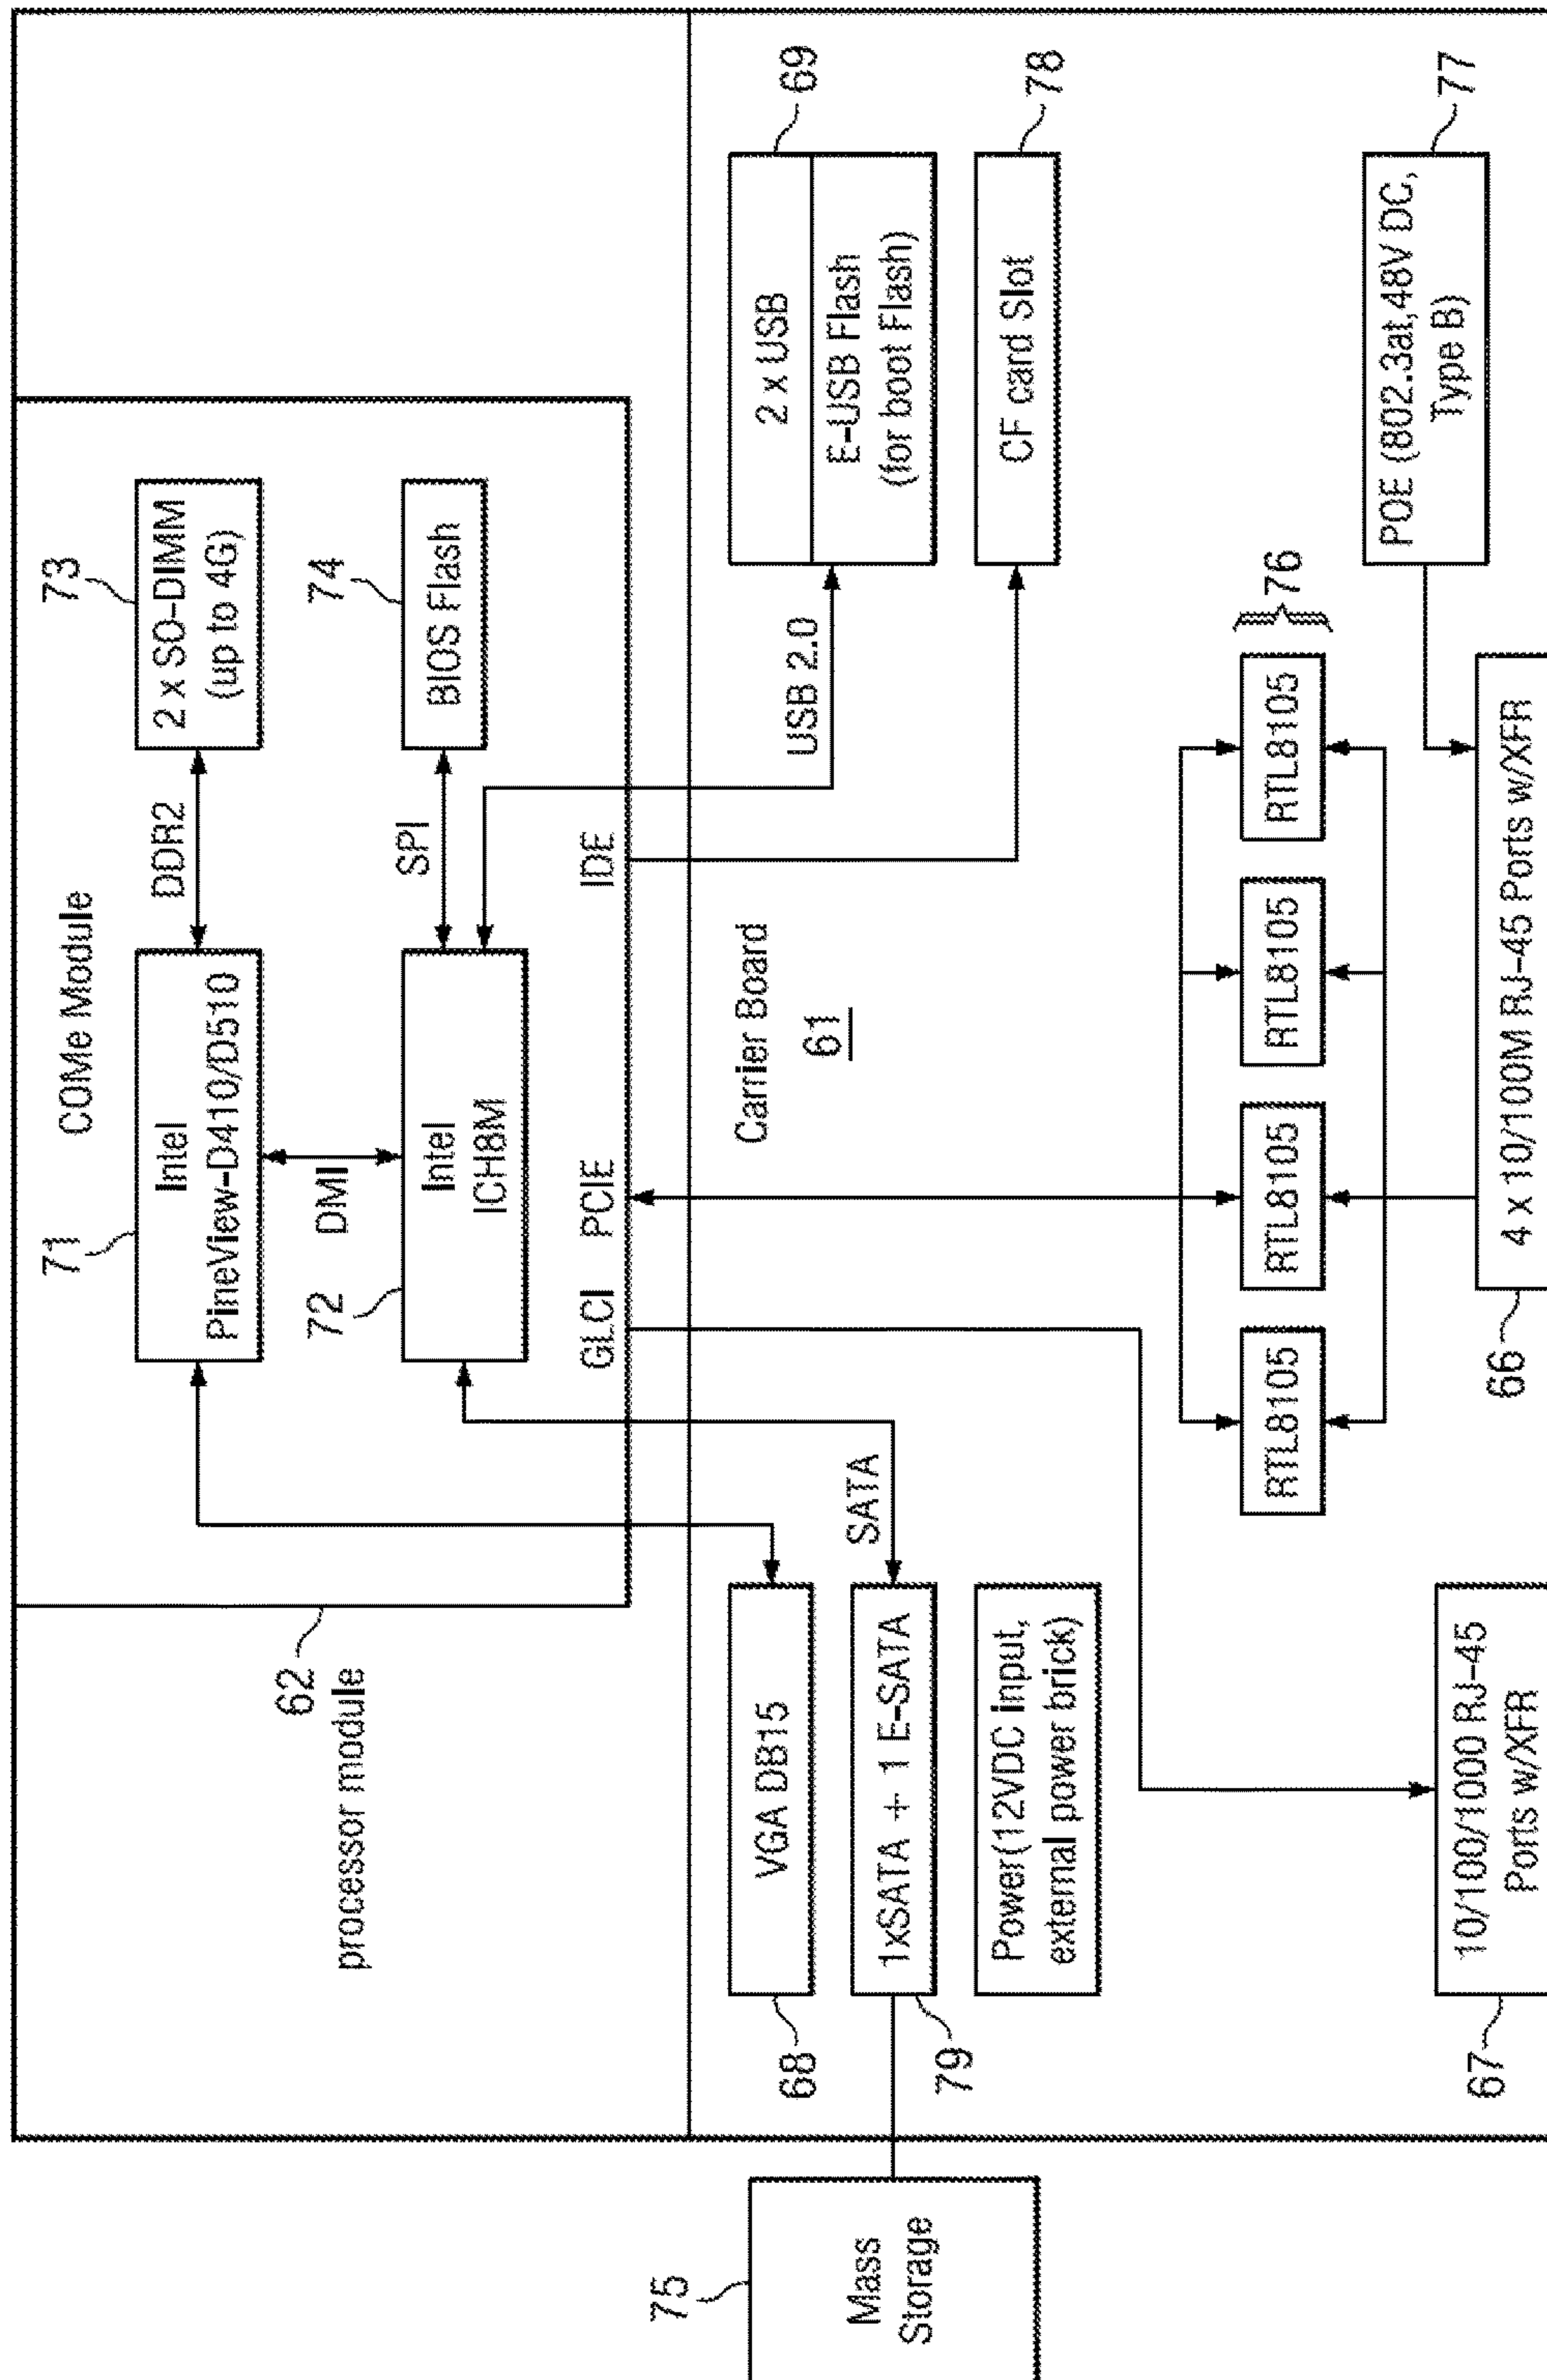 COMe Module
71
Intel
PineView-D410/D510
DDR2
73
2 x SO-DIMM
(up to 4G)
DMI
72
Intel
ICH8M
SPI
74
BIOS Flash
GLCI
PCIE
IDE
62
processor module
Carrier Board
61
VGA DB15
68
SATA
1xSATA + 1 E-SATA
79
Power(12VDC input,
external power brick)
75
Mass
Storage
USB 2.0
2 x USB
E-USB Flash
(for boot Flash)
69
CF card Slot
78
RTL8105
RTL8105
RTL8105
RTL8105
76
POE (802.3at,48V DC,
Type B)
77
10/100/1000 RJ-45
Ports w/XFR
67
4 x 10/100M RJ-45 Ports w/XFR
66